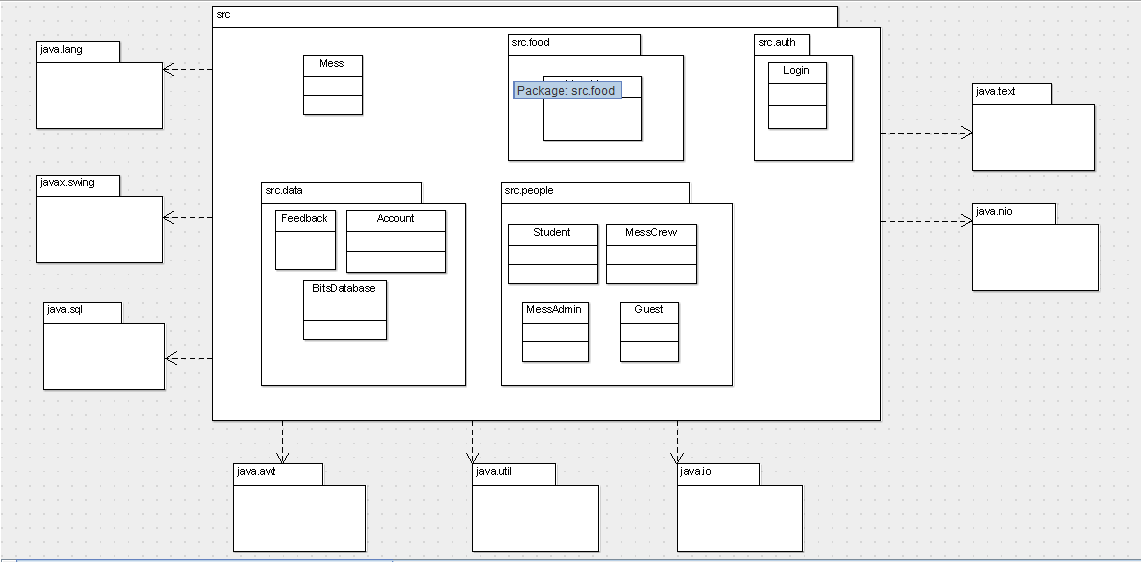 src
java.lang
Mess
src.food
Package: src.food
src.auth
Login
java.text
javax.swing
src.data
Feedback
Account
BitsDatabase
src.people
Student
MessCrew
MessAdmin
Guest
java.nio
java.sql
java.awt
java.util
java.io